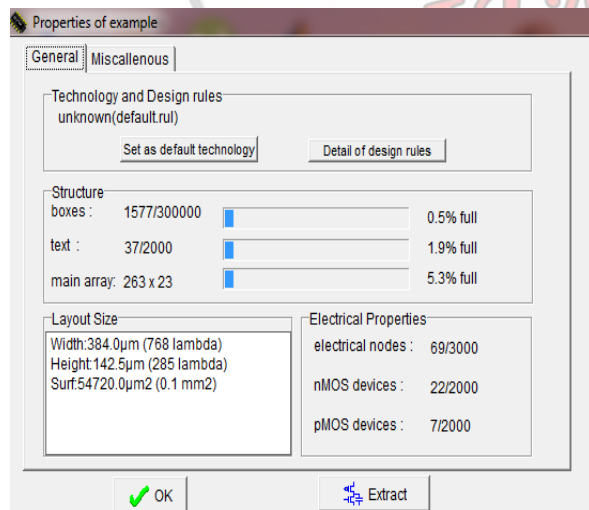 Properties of example
General Miscallenous
Technology and Design rules
unknown(default.rul)
Set as default technology Detail of design rules
Structure
boxes : 1577/300000 0.5% full
text : 37/2000 1.9% full
main array: 263 x 23 5.3% full
Layout Size
Width:384.0µm (768 lambda)
Height:142.5µm (285 lambda)
Surf:54720.0µm2 (0.1 mm2)
Electrical Properties
electrical nodes : 69/3000
nMOS devices : 22/2000
pMOS devices : 7/2000
OK Extract